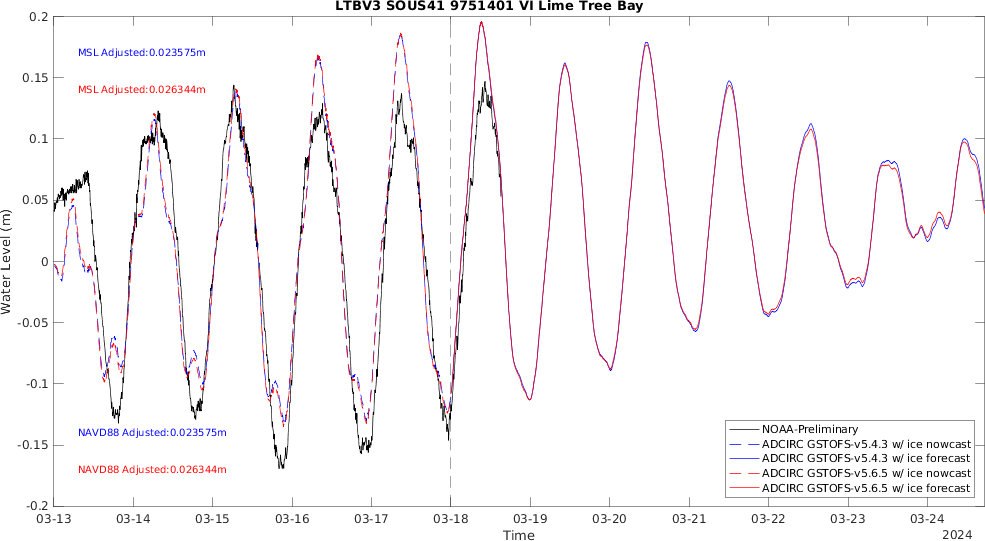 LTBV3 SOUS41 9751401 VI Lime Tree Bay
0.2
MSL Adjusted:0.023575m
0.15
MSL Adjusted:0.026344m
0.1
0.05
0
-0.05
-0.1
-0.15
-0.2
Water Level (m)
NAVD88 Adjusted:0.023575m
NAVD88 Adjusted:0.026344m
NOAA-Preliminary
ADCIRC GSTOFS-v5.4.3 w/ ice nowcast
ADCIRC GSTOFS-v5.4.3 w/ ice forecast
ADCIRC GSTOFS-v5.6.5 w/ ice nowcast
ADCIRC GSTOFS-v5.6.5 w/ ice forecast
03-13 03-14 03-15 03-16 03-17 03-18 03-19 03-20 03-21 03-22 03-23 03-24
Time
2024